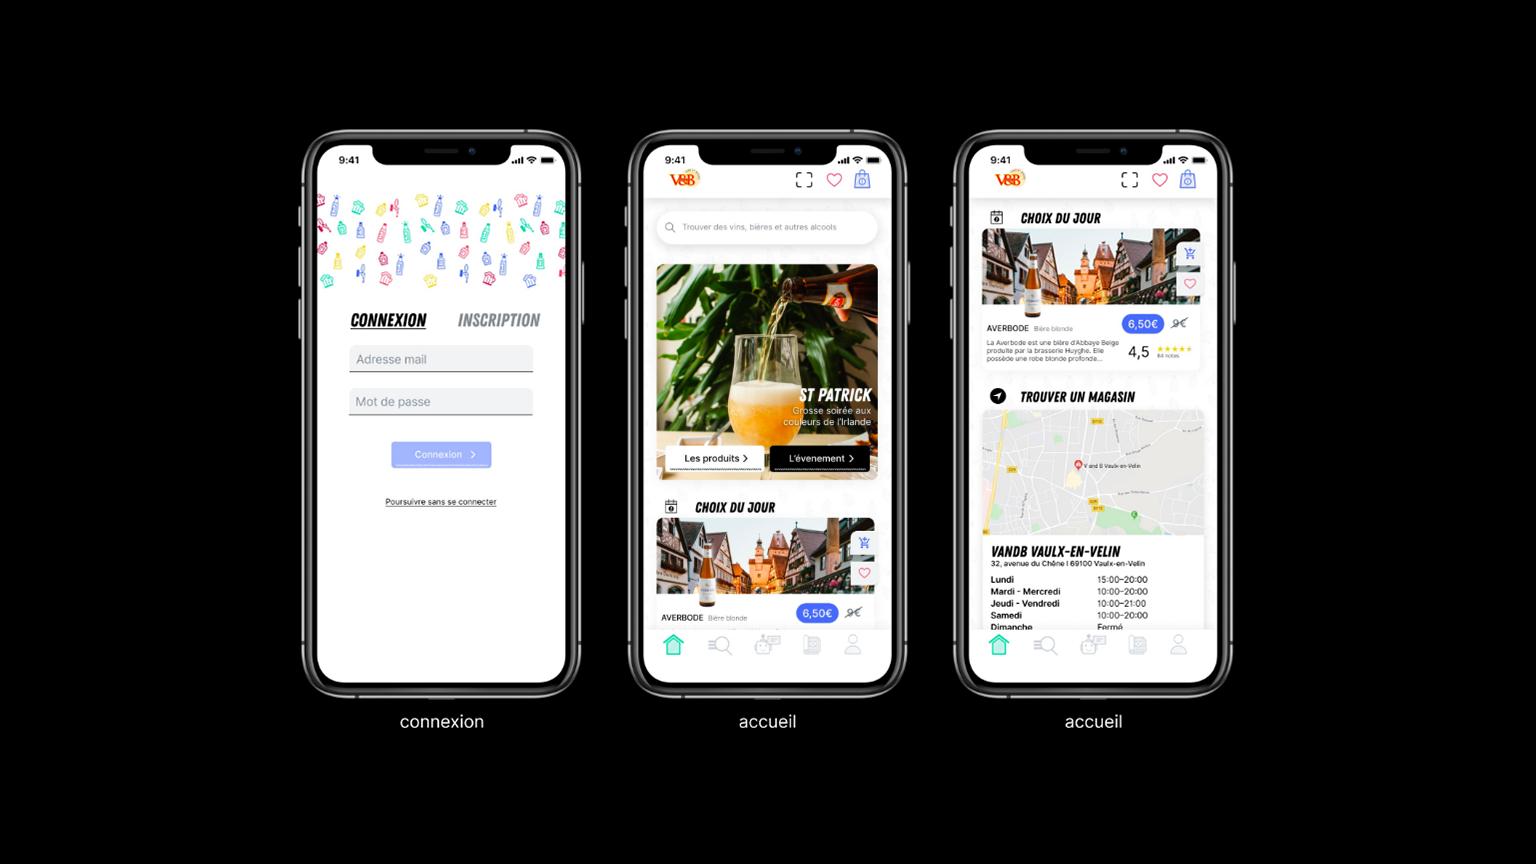 9:41
CONNEXION
INSCRIPTION
Adresse mail
Mot de passe
Connexion
Poursuivre sans se connecter
connexion
9:41
V&B
Trouver des vins, bières et autres alcools
ST PATRICK
Grosse soirée aux
couleurs de l'Irlande
Les produits
L'évenement
CHOIX DU JOUR
AVERBODE Bière blonde
6,50€ 9€
accueil
9:41
V&B
CHOIX DU JOUR
AVERBODE Bière blonde
6,50€ 9€
La Averbode est une bière d'Abbaye Belge
produite par la brasserie Huyghe. Elle
possède une robe blonde profonde...
4,5
84 notes
TROUVER UN MAGASIN
V and B Vaulx-en-Velin
VANDB VAULX-EN-VELIN
32, avenue du Chêne I 69100 Vaulx-en-Velin
Lundi 15:00–20:00
Mardi - Mercredi 10:00–20:00
Jeudi - Vendredi 10:00–21:00
Samedi 10:00–20:00
Dimanche Fermé
accueil